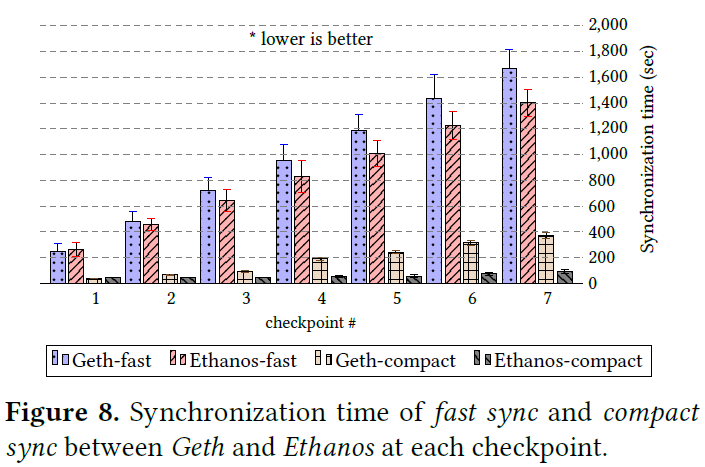 2,000
* lower is better
1,800
1,600
1,400
1,200
1,000
800
600
400
200
0
Synchronization time (sec)
1 2 3 4 5 6 7
checkpoint #
Geth-fast Ethanos-fast Geth-compact Ethanos-compact
Figure 8. Synchronization time of fast sync and compact
sync between Geth and Ethanos at each checkpoint.